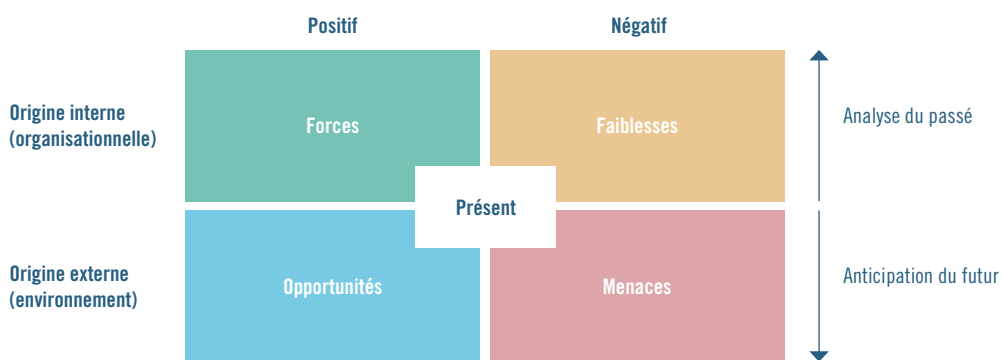 Positif
Négatif
Origine interne
(organisationnelle)
Forces
Faiblesses
Analyse du passé
Présent
Origine externe
(environnement)
Opportunités
Menaces
Anticipation du futur